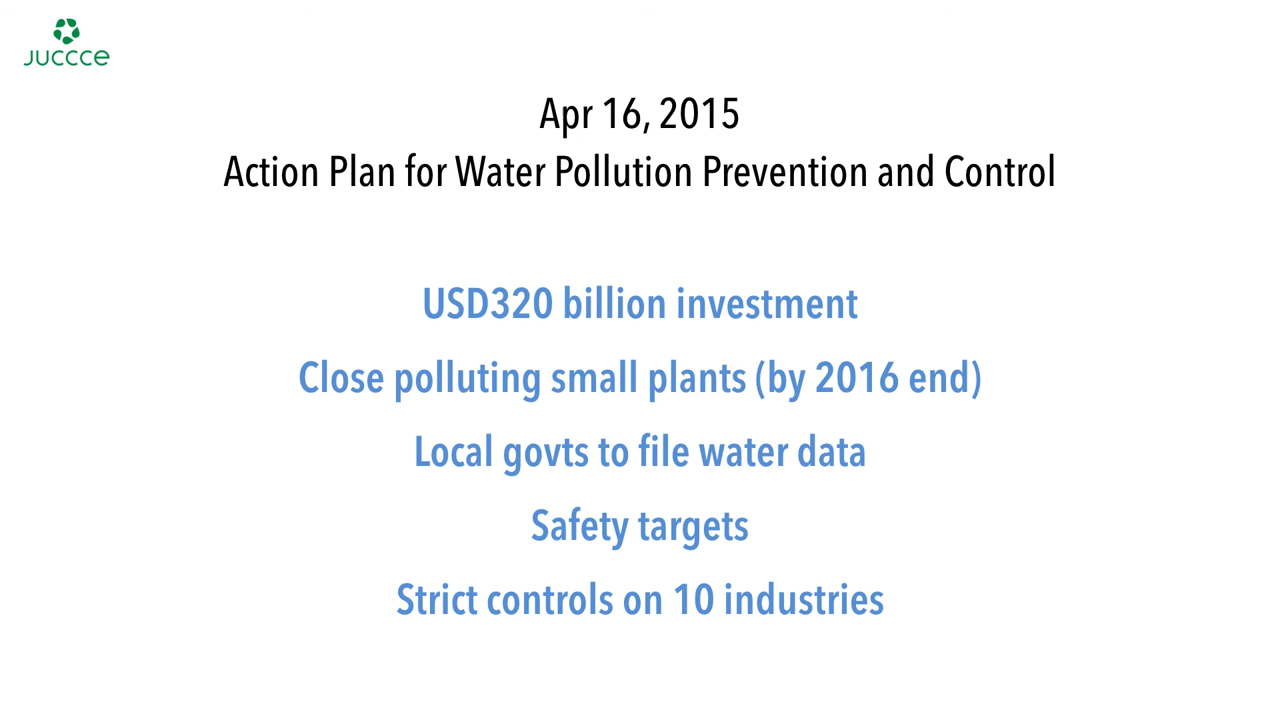 JUCCCE
Apr 16, 2015
Action Plan for Water Pollution Prevention and Control
USD320 billion investment
Close polluting small plants (by 2016 end)
Local govts to file water data
Safety targets
Strict controls on 10 industries